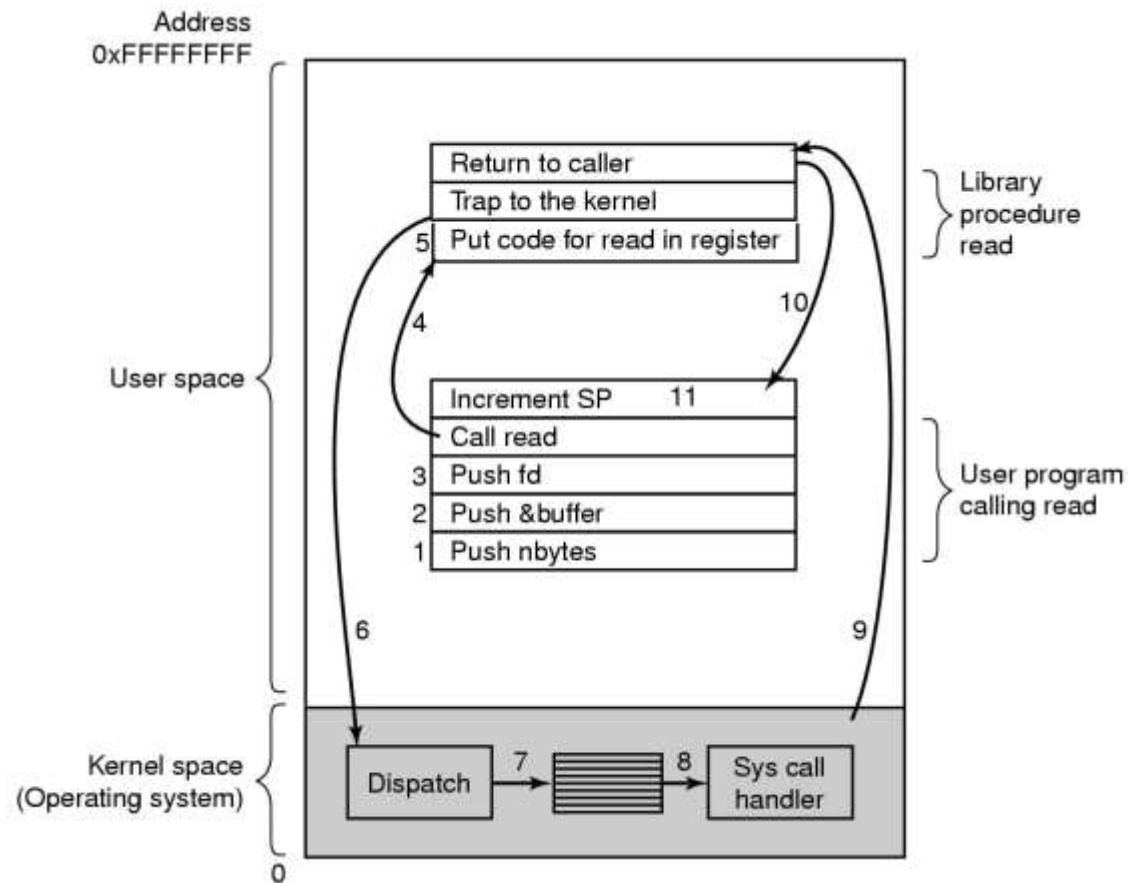 Address
0xFFFFFFFF
Return to caller
Trap to the kernel
5 Put code for read in register
Library
procedure
read
10
4
User space
Increment SP 11
Call read
3 Push fd
2 Push &buffer
1 Push nbytes
User program
calling read
6
9
Kernel space
(Operating system)
Dispatch
7
8
Sys call
handler
0